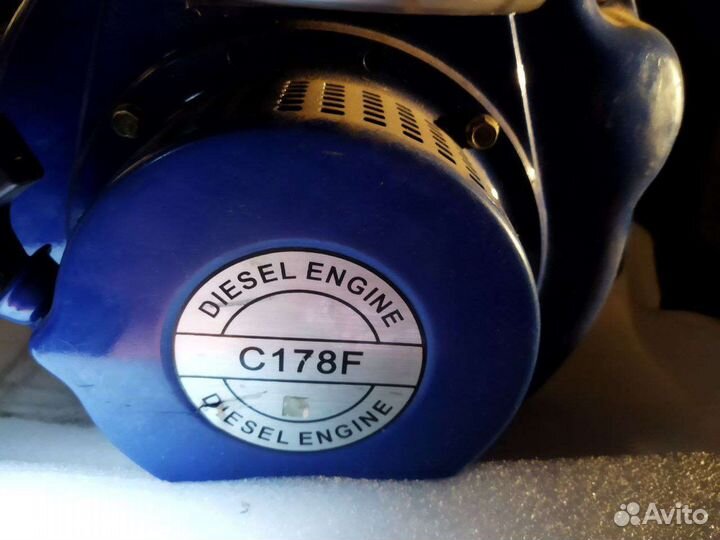 DIESEL ENGINE
C178F
DIESEL ENGINE
Avito